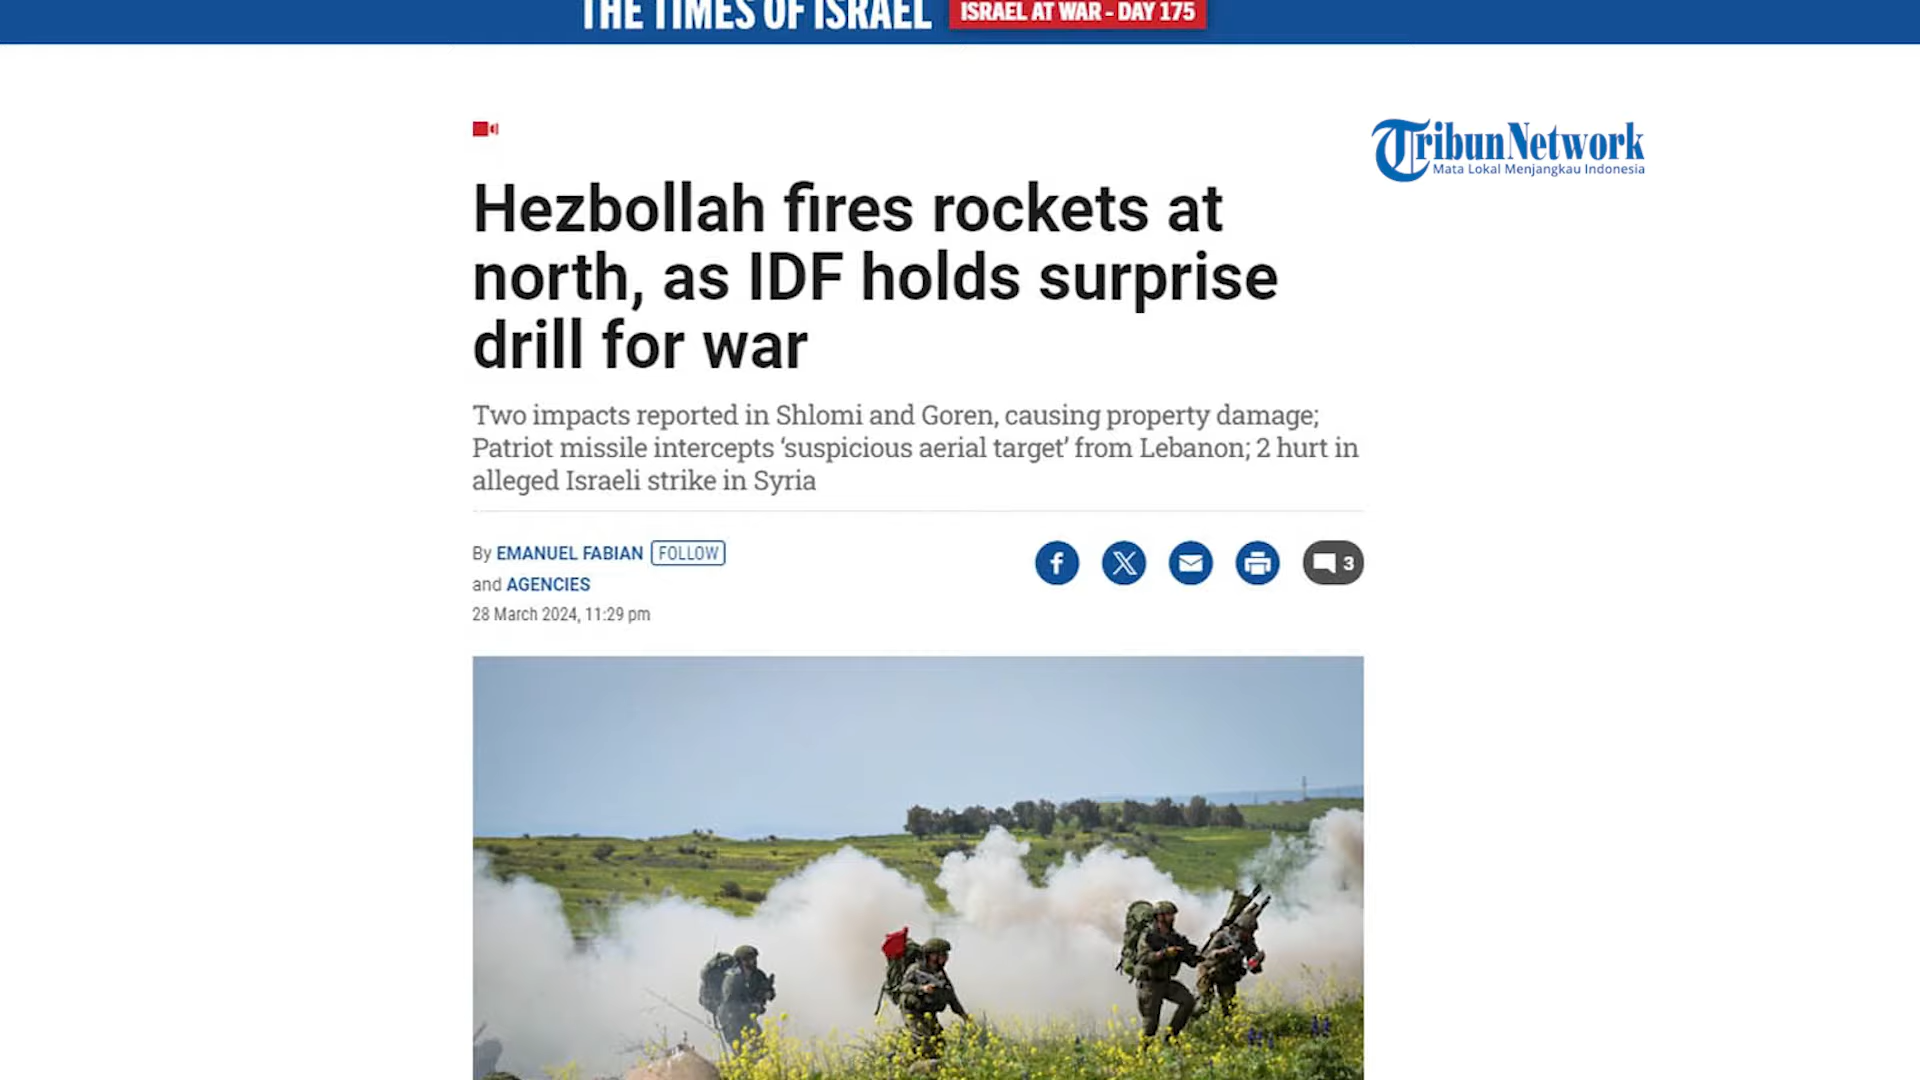 THE TIMES OF ISRAEL
ISRAEL AT WAR - DAY 175
TribunNetwork
Mata Lokal Menjangkau Indonesia
Hezbollah fires rockets at
north, as IDF holds surprise
drill for war
Two impacts reported in Shlomi and Goren, causing property damage;
Patriot missile intercepts ‘suspicious aerial target’ from Lebanon; 2 hurt in
alleged Israeli strike in Syria
By EMANUEL FABIAN FOLLOW
and AGENCIES
28 March 2024, 11:29 pm
3